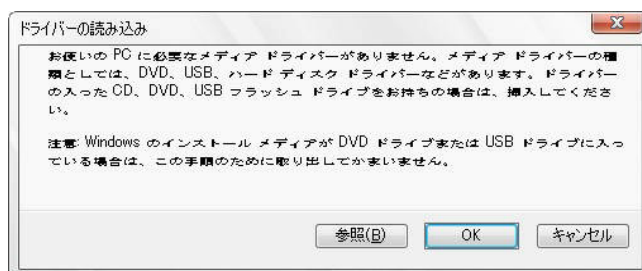 ドライバーの読み込み
お使いの PC に必要なメディア ドライバーがありません。メディア ドライバーの種
類としては、DVD、USB、ハード ディスク ドライバーなどがあります。ドライバー
の入った CD、DVD、USB フラッシュ ドライブをお持ちの場合は、挿入してくださ
い。
注意: Windows のインストール メディアが DVD ドライブまたは USB ドライブに入っ
ている場合は、この手順のために取り出してかまいません。
参照(B) OK キャンセル